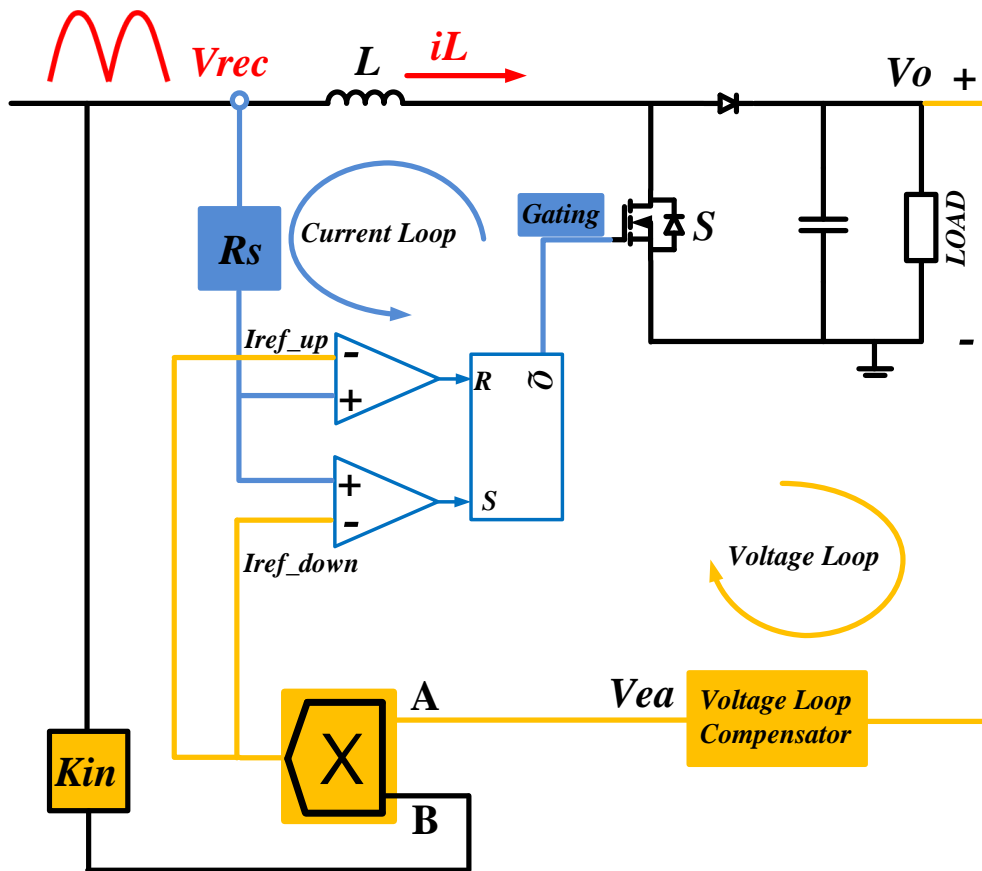 Vrec
L
iL
Vo
+
Gating
S
LOAD
Current Loop
Rs
Iref_up
-
+
R
Q̃
-
+
-
S
Iref_down
Voltage Loop
A
Vea
Voltage Loop
Compensator
Kin
X
B